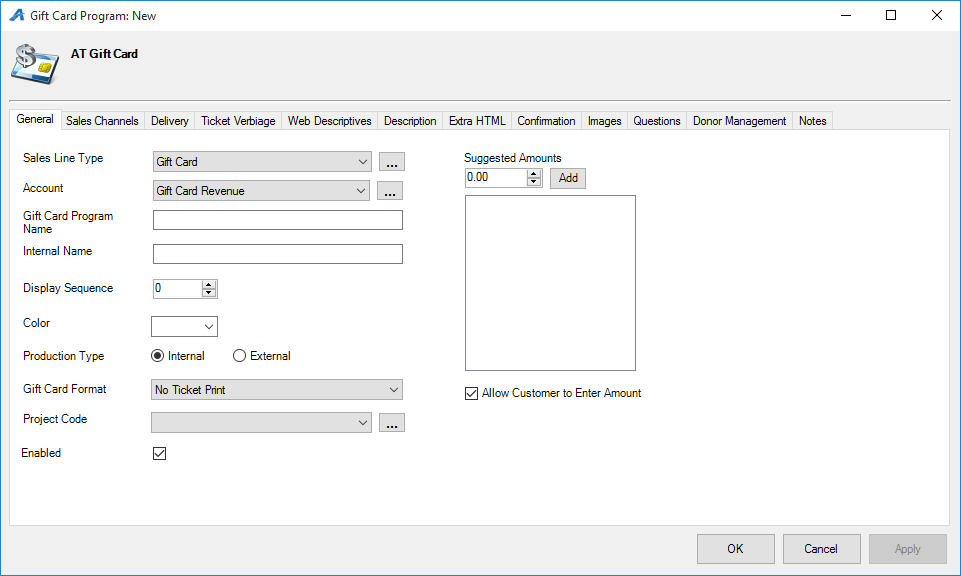 Gift Card Program: New
AT Gift Card
General Sales Channels Delivery Ticket Verbiage Web Descriptives Description Extra HTML Confirmation Images Questions Donor Management Notes
Sales Line Type Gift Card ...
Account Gift Card Revenue ...
Gift Card Program
Name
Internal Name
Display Sequence 0
Color
Production Type Internal External
Gift Card Format No Ticket Print
Project Code ...
Enabled
Suggested Amounts
0.00 Add
Allow Customer to Enter Amount
OK Cancel Apply